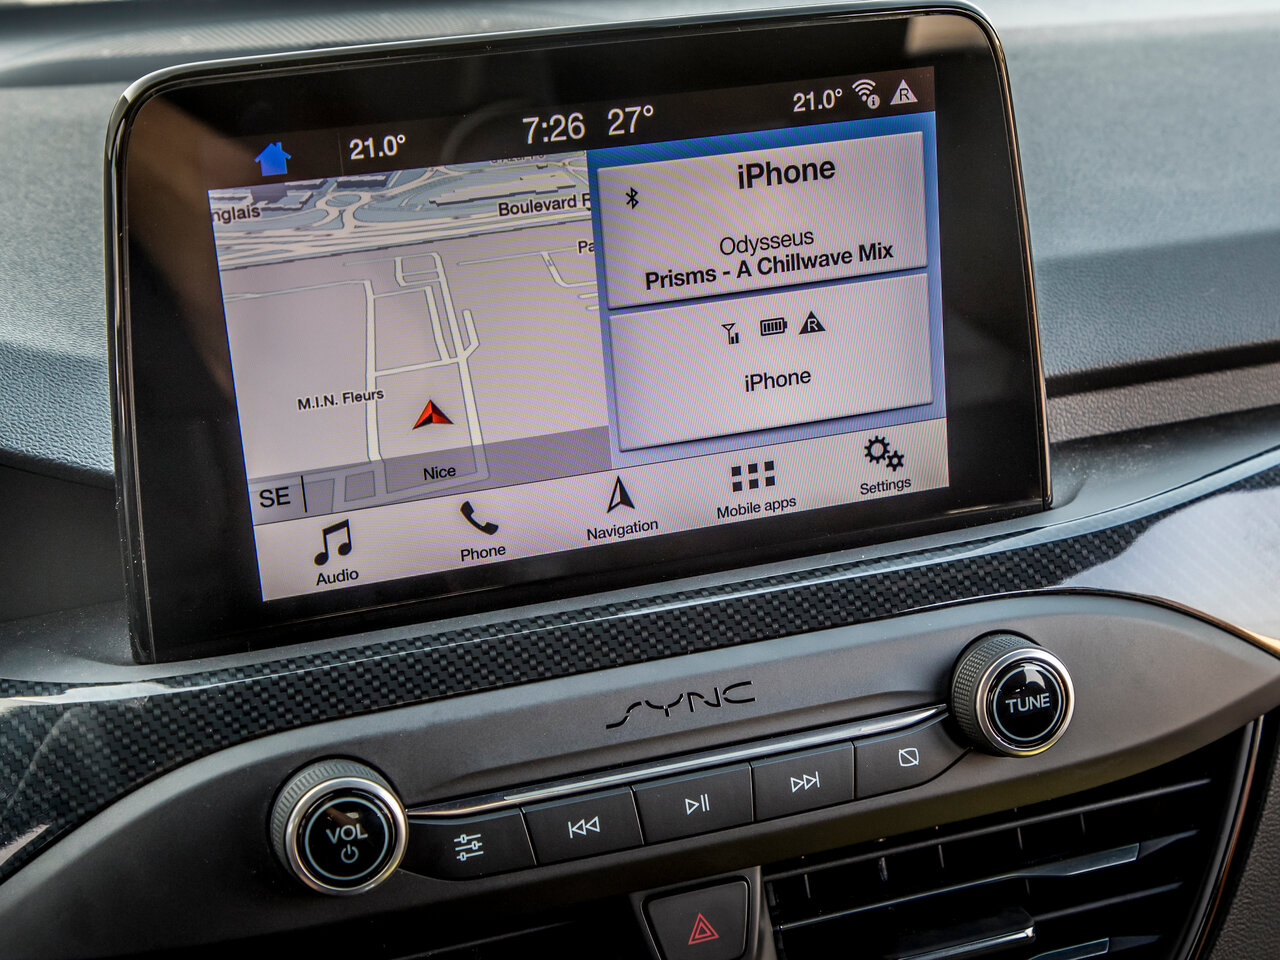 21.0°
7:26 27°
21.0°
R
nglais
Boulevard F
Pa
M.I.N. Fleurs
SE
Nice
iPhone
Odysseus
Prisms - A Chillwave Mix
R
iPhone
Audio
Phone
Navigation
Mobile apps
Settings
SYNC
VOL
TUNE